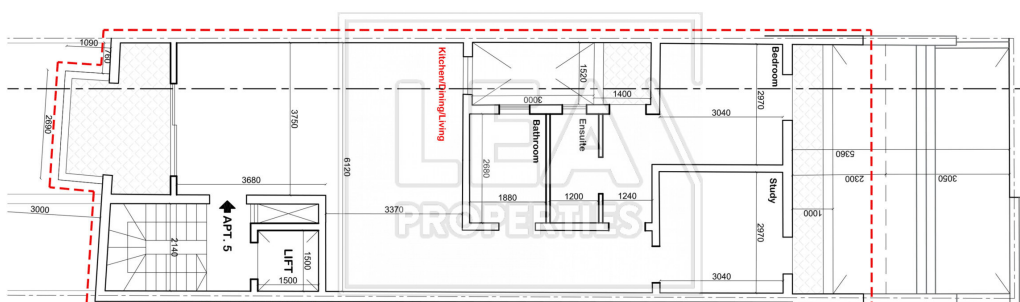 1090
760
2690
3000
3750
3680
6120
3370
Kitchen/Dining/Living
APT. 5
2140
LIFT
1500
1500
1520
3000
1400
Bathroom
2680
1880
Ensuite
1200
1240
Bedroom
2970
3040
Study
2970
3040
5360
2300
1000
3050
LEA
PROPERTIES